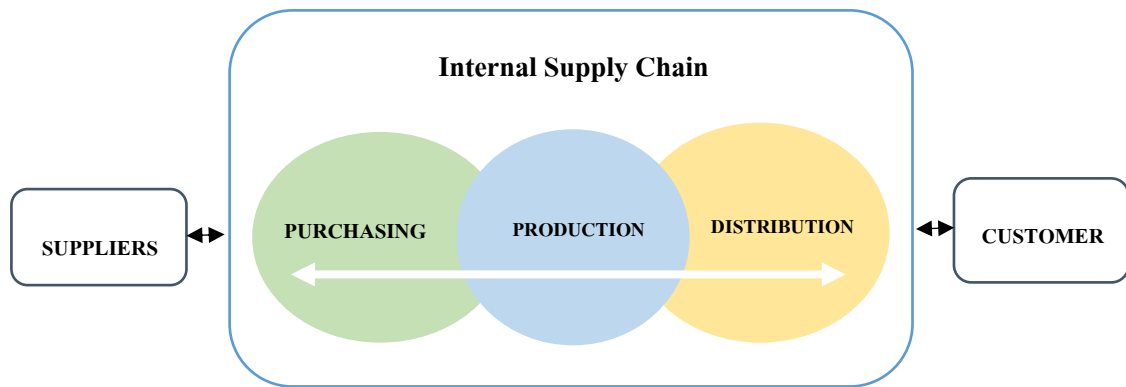 Internal Supply Chain
SUPPLIERS
PURCHASING
PRODUCTION
DISTRIBUTION
CUSTOMER